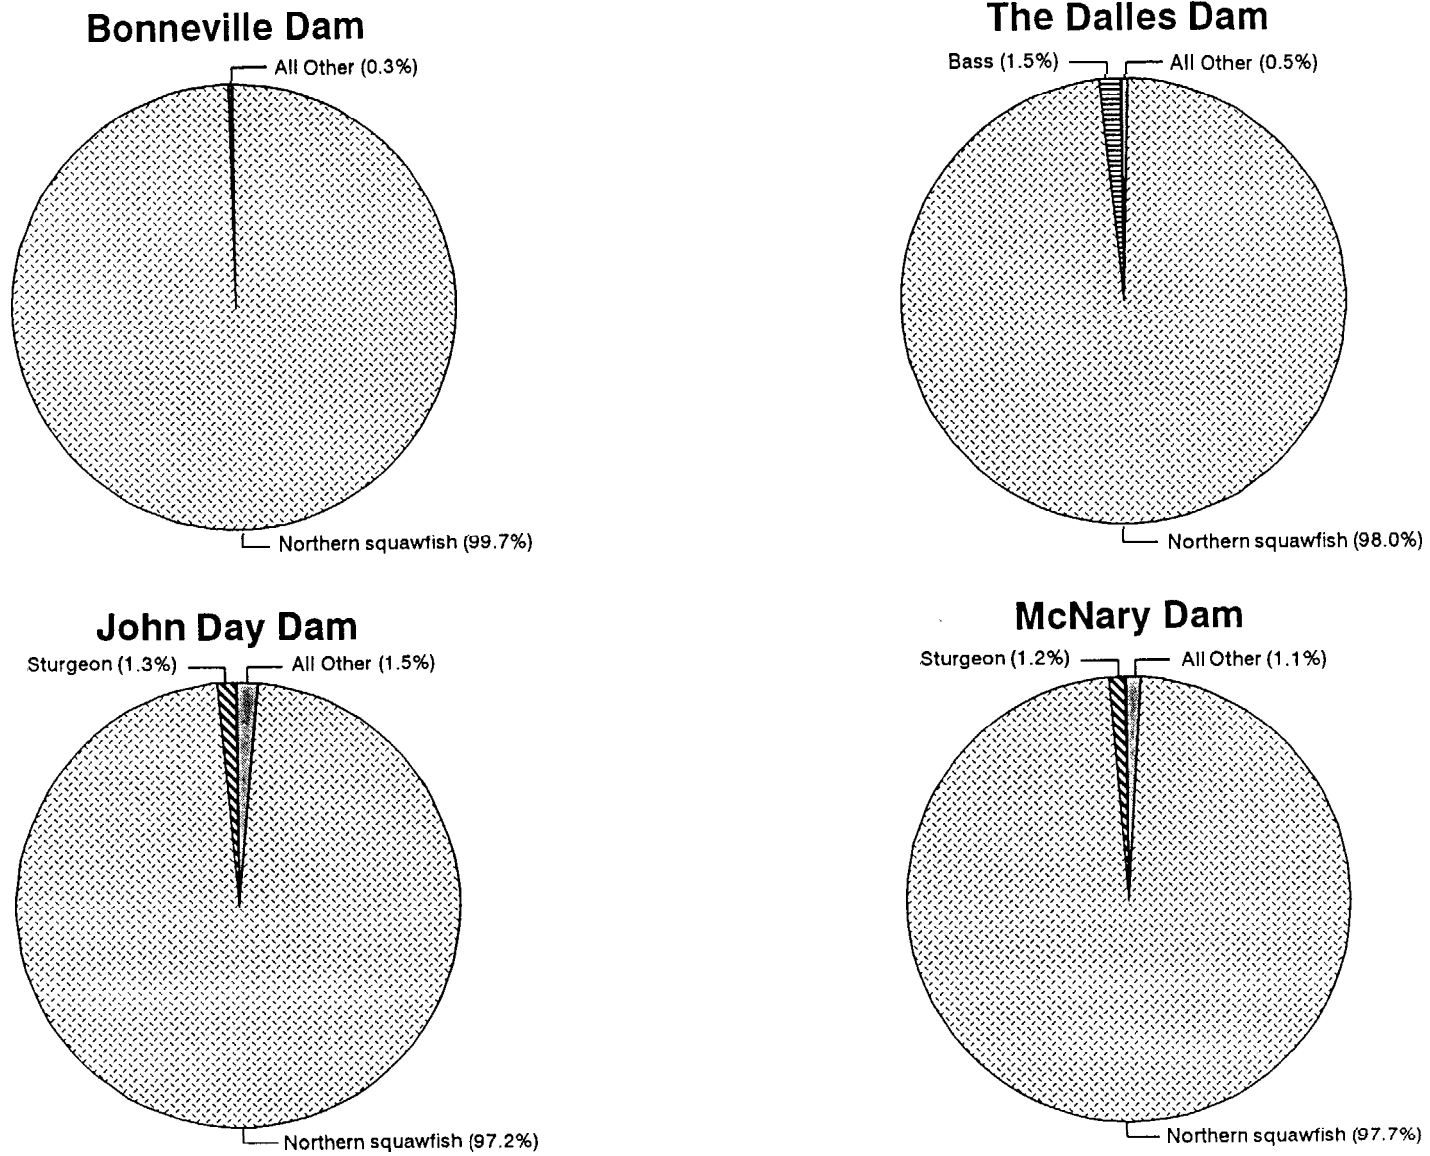 Bonneville Dam
All Other (0.3%)
Northern squawfish (99.7%)
The Dalles Dam
Bass (1.5%)
All Other (0.5%)
Northern squawfish (98.0%)
John Day Dam
Sturgeon (1.3%)
All Other (1.5%)
Northern squawfish (97.2%)
McNary Dam
Sturgeon (1.2%)
All Other (1.1%)
Northern squawfish (97.7%)